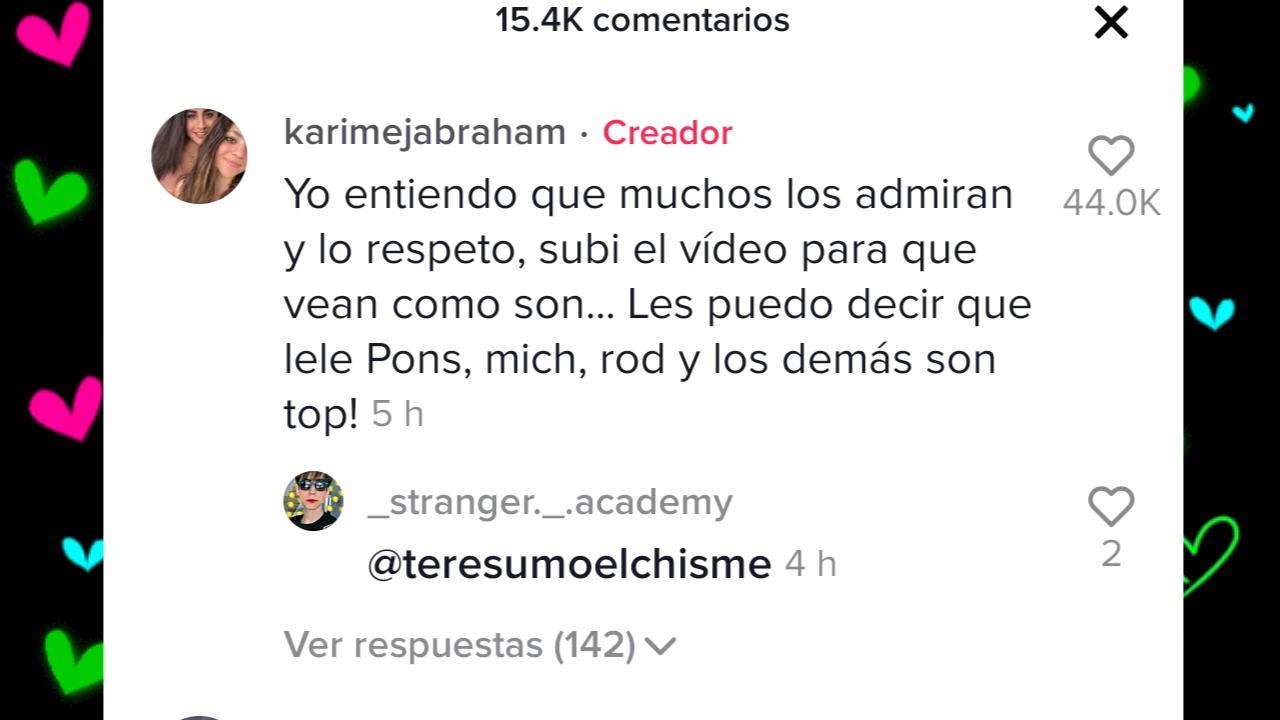 15.4K comentarios
karimejabraham · Creador
Yo entiendo que muchos los admiran
y lo respeto, subi el vídeo para que
vean como son... Les puedo decir que
lele Pons, mich, rod y los demás son
top! 5 h
44.0K
_stranger._.academy
@teresumoelchisme 4 h
2
Ver respuestas (142)